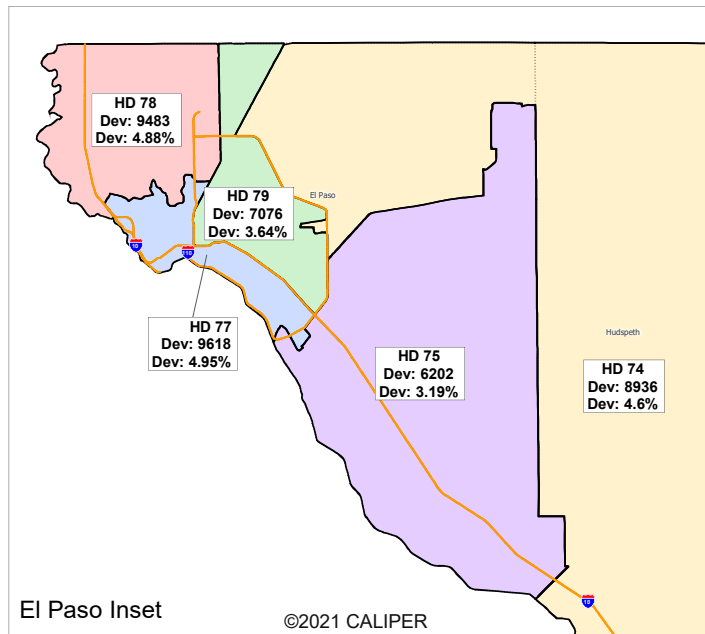 HD 78
Dev: 9483
Dev: 4.88%
HD 79
Dev: 7076
Dev: 3.64%
El Paso
10
110
HD 77
Dev: 9618
Dev: 4.95%
HD 75
Dev: 6202
Dev: 3.19%
Hudspeth
HD 74
Dev: 8936
Dev: 4.6%
10
El Paso Inset
©2021 CALIPER